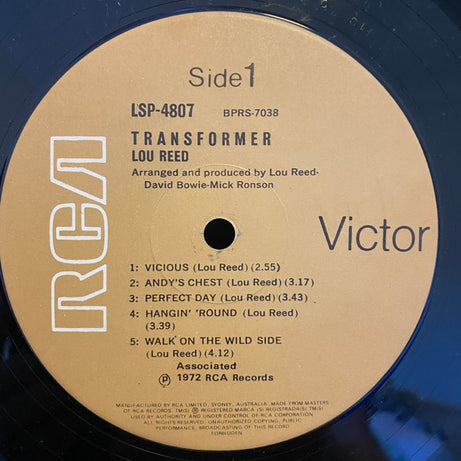 Side 1
LSP-4807 BPRS-7038
TRANSFORMER
LOU REED
Arranged and produced by Lou Reed-
David Bowie-Mick Ronson
RCA
Victor
1: VICIOUS (Lou Reed) (2.55)
2: ANDY'S CHEST (Lou Reed) (3.17)
3: PERFECT DAY (Lou Reed) (3.43)
4: HANGIN' 'ROUND (Lou Reed)
(3.39)
5: WALK ON THE WILD SIDE
(Lou Reed) (4.12)
Associated
℗ 1972 RCA Records
MANUFACTURED BY RCA LIMITED, SYDNEY, AUSTRALIA, MADE FROM MASTERS
OF RCA RECORDS. TM(S) ® REGISTERED MARCA (S) REGISTRADA(S) TM(S)
USED BY AUTHORITY AND UNDER CONTROL OF RCA CORPORATION
ALL RIGHTS RESERVED. UNAUTHORISED COPYING, PUBLIC
PERFORMANCE, BROADCASTING OF THIS RECORD
FORBIDDEN